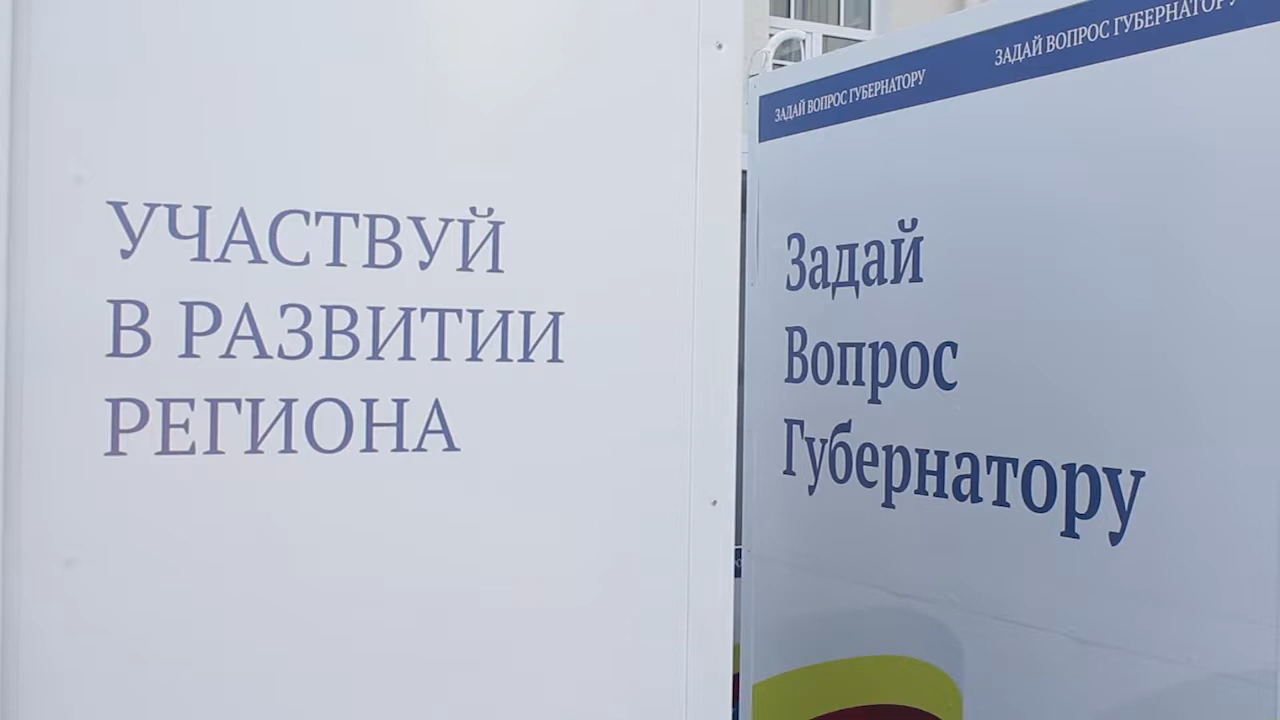 УЧАСТВУЙ
В РАЗВИТИИ
РЕГИОНА
ЗАДАЙ ВОПРОС ГУБЕРНАТОРУ ЗАДАЙ ВОПРОС ГУБЕРНАТОРУ
Задай
Вопрос
Губернатору